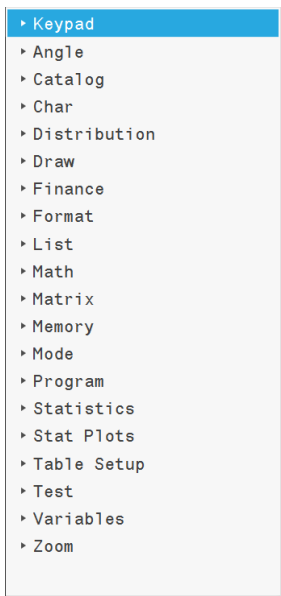 Keypad
Angle
Catalog
Char
Distribution
Draw
Finance
Format
List
Math
Matrix
Memory
Mode
Program
Statistics
Stat Plots
Table Setup
Test
Variables
Zoom